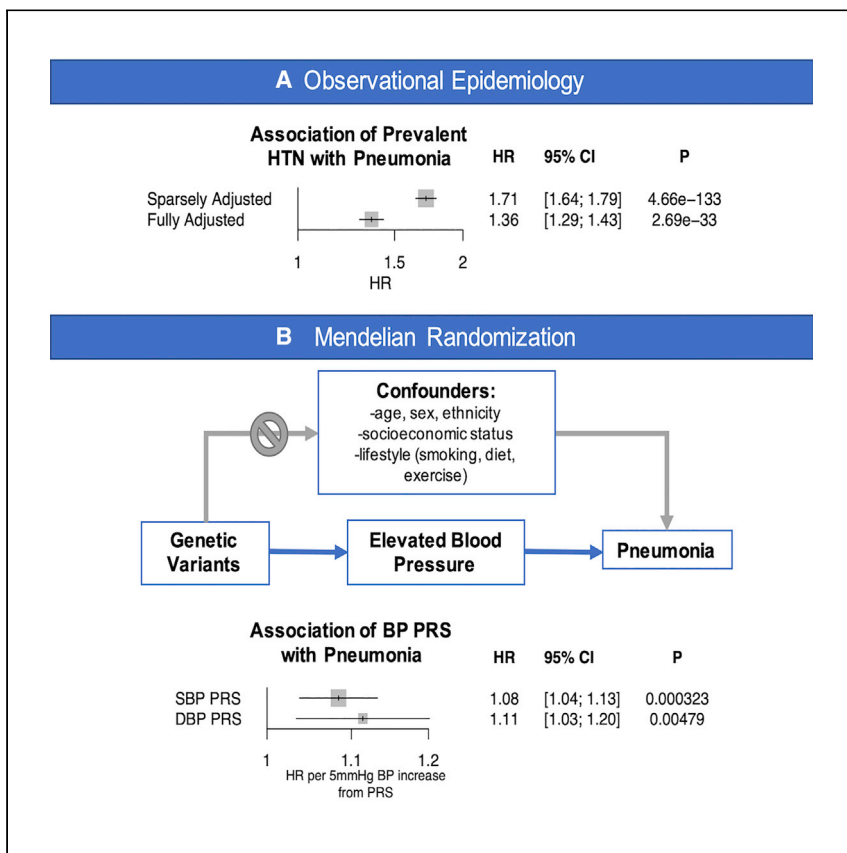 A Observational Epidemiology
Association of Prevalent
HTN with Pneumonia HR 95% CI P
Sparsely Adjusted 1.71 [1.64; 1.79] 4.66e−133
Fully Adjusted 1.36 [1.29; 1.43] 2.69e−33
1 1.5 2
HR
B Mendelian Randomization
Confounders:
-age, sex, ethnicity
-socioeconomic status
-lifestyle (smoking, diet,
exercise)
Genetic
Variants
Elevated Blood
Pressure
Pneumonia
Association of BP PRS
with Pneumonia HR 95% CI P
SBP PRS 1.08 [1.04; 1.13] 0.000323
DBP PRS 1.11 [1.03; 1.20] 0.00479
1 1.1 1.2
HR per 5mmHg BP increase
from PRS